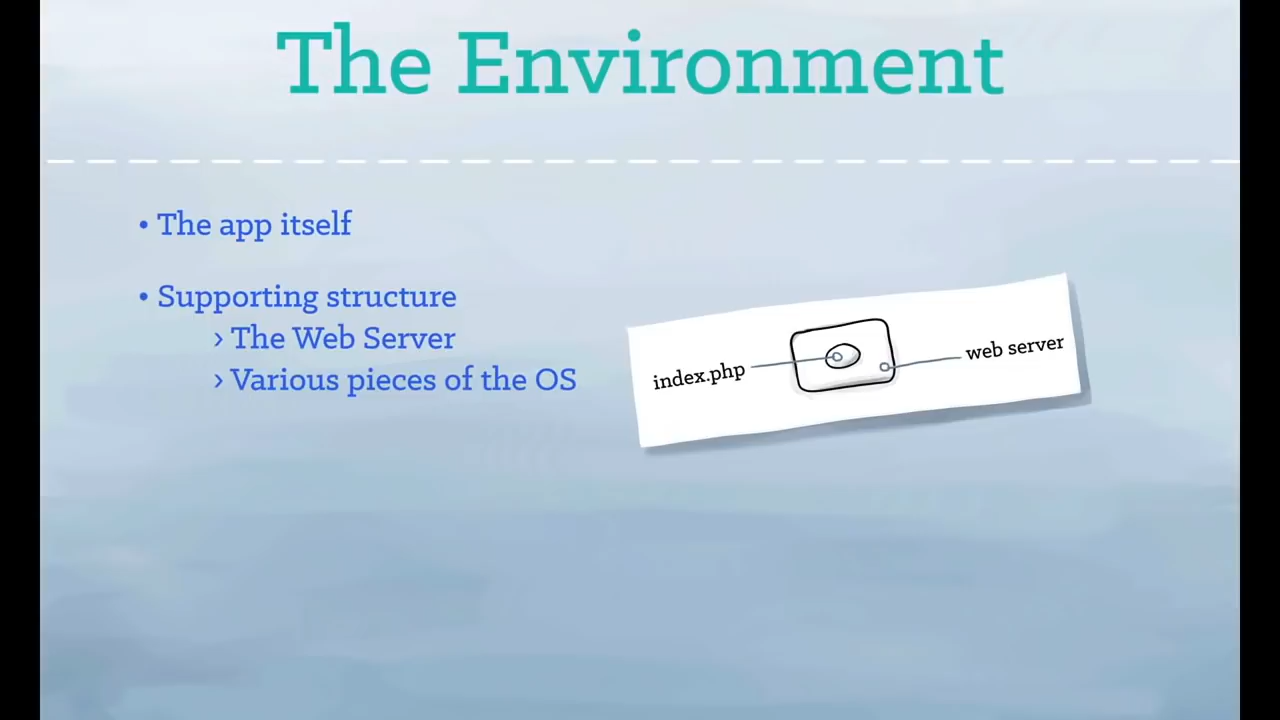 The Environment
• The app itself
• Supporting structure
› The Web Server
› Various pieces of the OS
index.php
web server